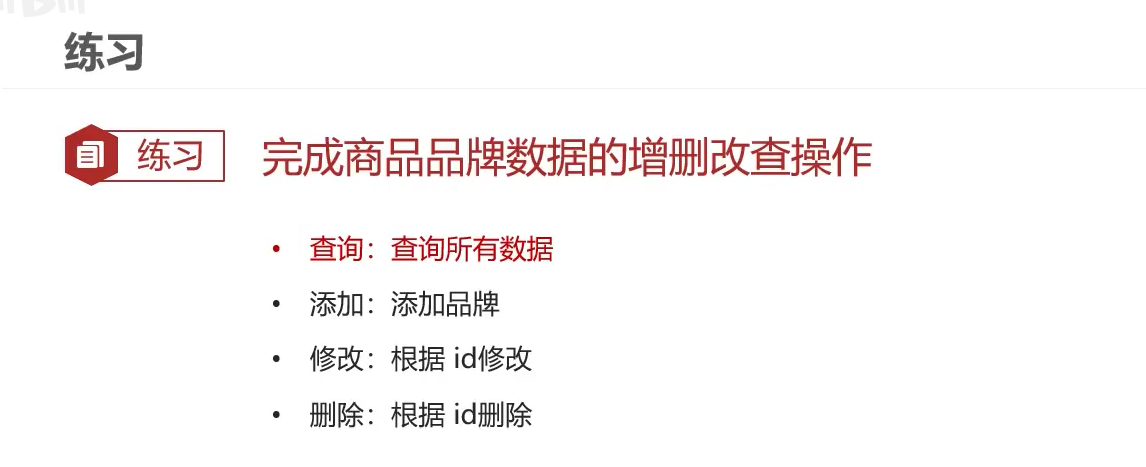 练习
练习
完成商品品牌数据的增删改查操作
• 查询：查询所有数据
• 添加：添加品牌
• 修改：根据 id修改
• 删除：根据 id删除